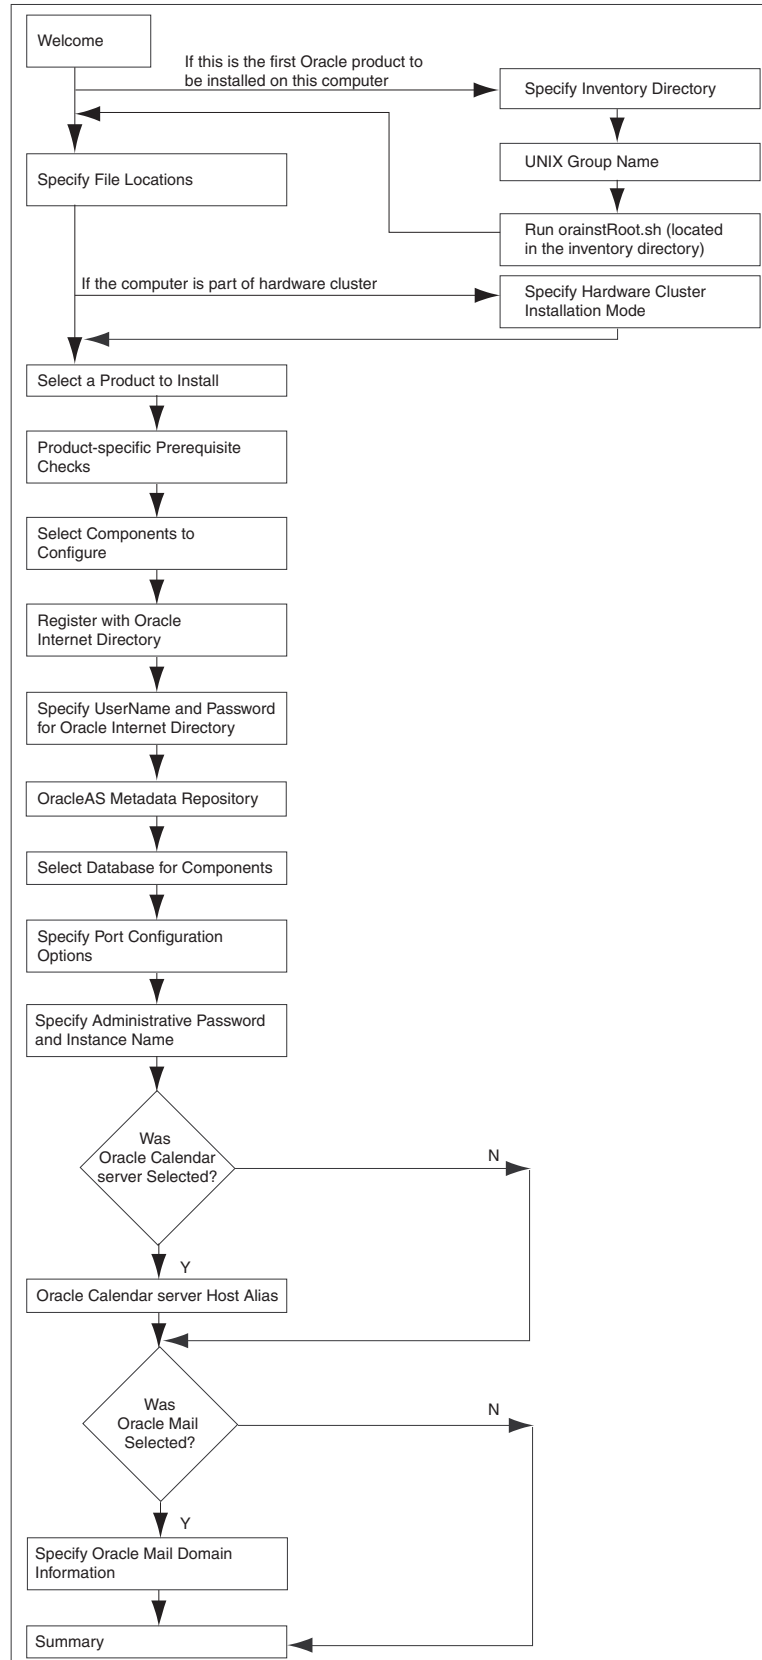 Welcome
If this is the first Oracle product to
be installed on this computer
Specify Inventory Directory
UNIX Group Name
Specify File Locations
Run orainstRoot.sh (located
in the inventory directory)
If the computer is part of hardware cluster
Specify Hardware Cluster
Installation Mode
Select a Product to Install
Product-specific Prerequisite
Checks
Select Components to
Configure
Register with Oracle
Internet Directory
Specify UserName and Password
for Oracle Internet Directory
OracleAS Metadata Repository
Select Database for Components
Specify Port Configuration
Options
Specify Administrative Password
and Instance Name
Was
Oracle Calendar
server Selected?
N
Y
Oracle Calendar server Host Alias
Was
Oracle Mail
Selected?
N
Y
Specify Oracle Mail Domain
Information
Summary